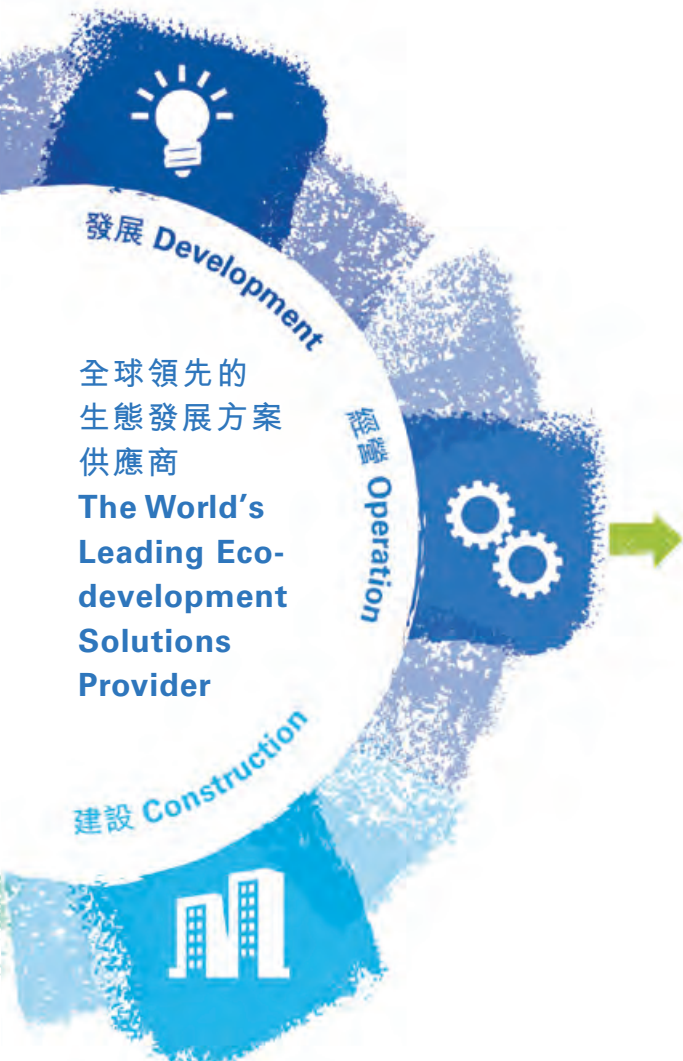 發展 Development
全球領先的
生態發展方案
供應商
The World's
Leading Eco-
development
Solutions
Provider
經營 Operation
建設 Construction